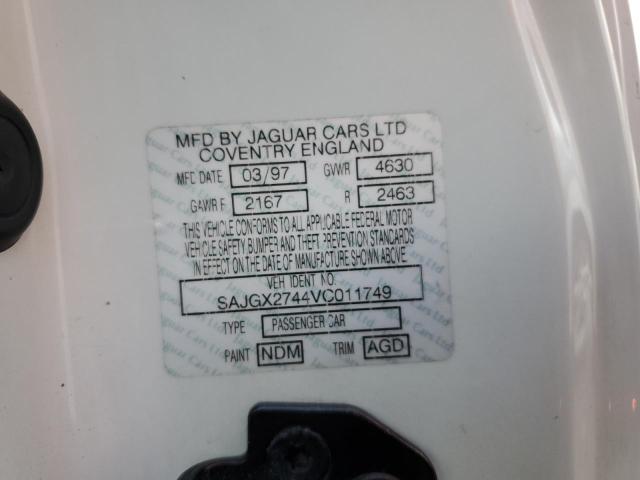 MFD BY JAGUAR CARS LTD
COVENTRY ENGLAND
MFC DATE 03/97 GVWR 4630
GAWR F 2167 R 2463
THIS VEHICLE CONFORMS TO ALL APPLICABLE FEDERAL MOTOR
VEHICLE SAFETY BUMPER AND THEFT PREVENTION STANDARDS
IN EFFECT ON THE DATE OF MANUFACTURE SHOWN ABOVE.
VEH IDENT NO.
SAJGX2744VC011749
TYPE PASSENGER CAR
PAINT NDM TRIM AGD